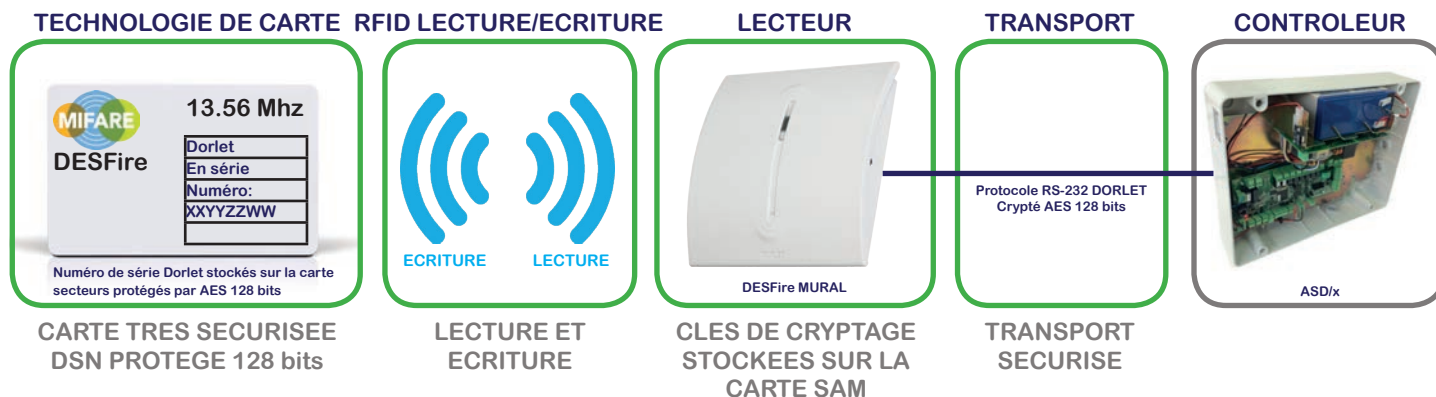 TECHNOLOGIE DE CARTE
MIFARE
DESFire
13.56 Mhz
Dorlet
En série
Numéro:
XXYYZZWW
Numéro de série Dorlet stockés sur la carte
secteurs protégés par AES 128 bits
CARTE TRES SECURISEE
DSN PROTEGE 128 bits
RFID LECTURE/ECRITURE
ECRITURE
LECTURE
LECTURE ET
ECRITURE
LECTEUR
DESFire MURAL
CLES DE CRYPTAGE
STOCKEES SUR LA
CARTE SAM
TRANSPORT
Protocole RS-232 DORLET
Crypté AES 128 bits
TRANSPORT
SECURISE
CONTROLEUR
ASD/x